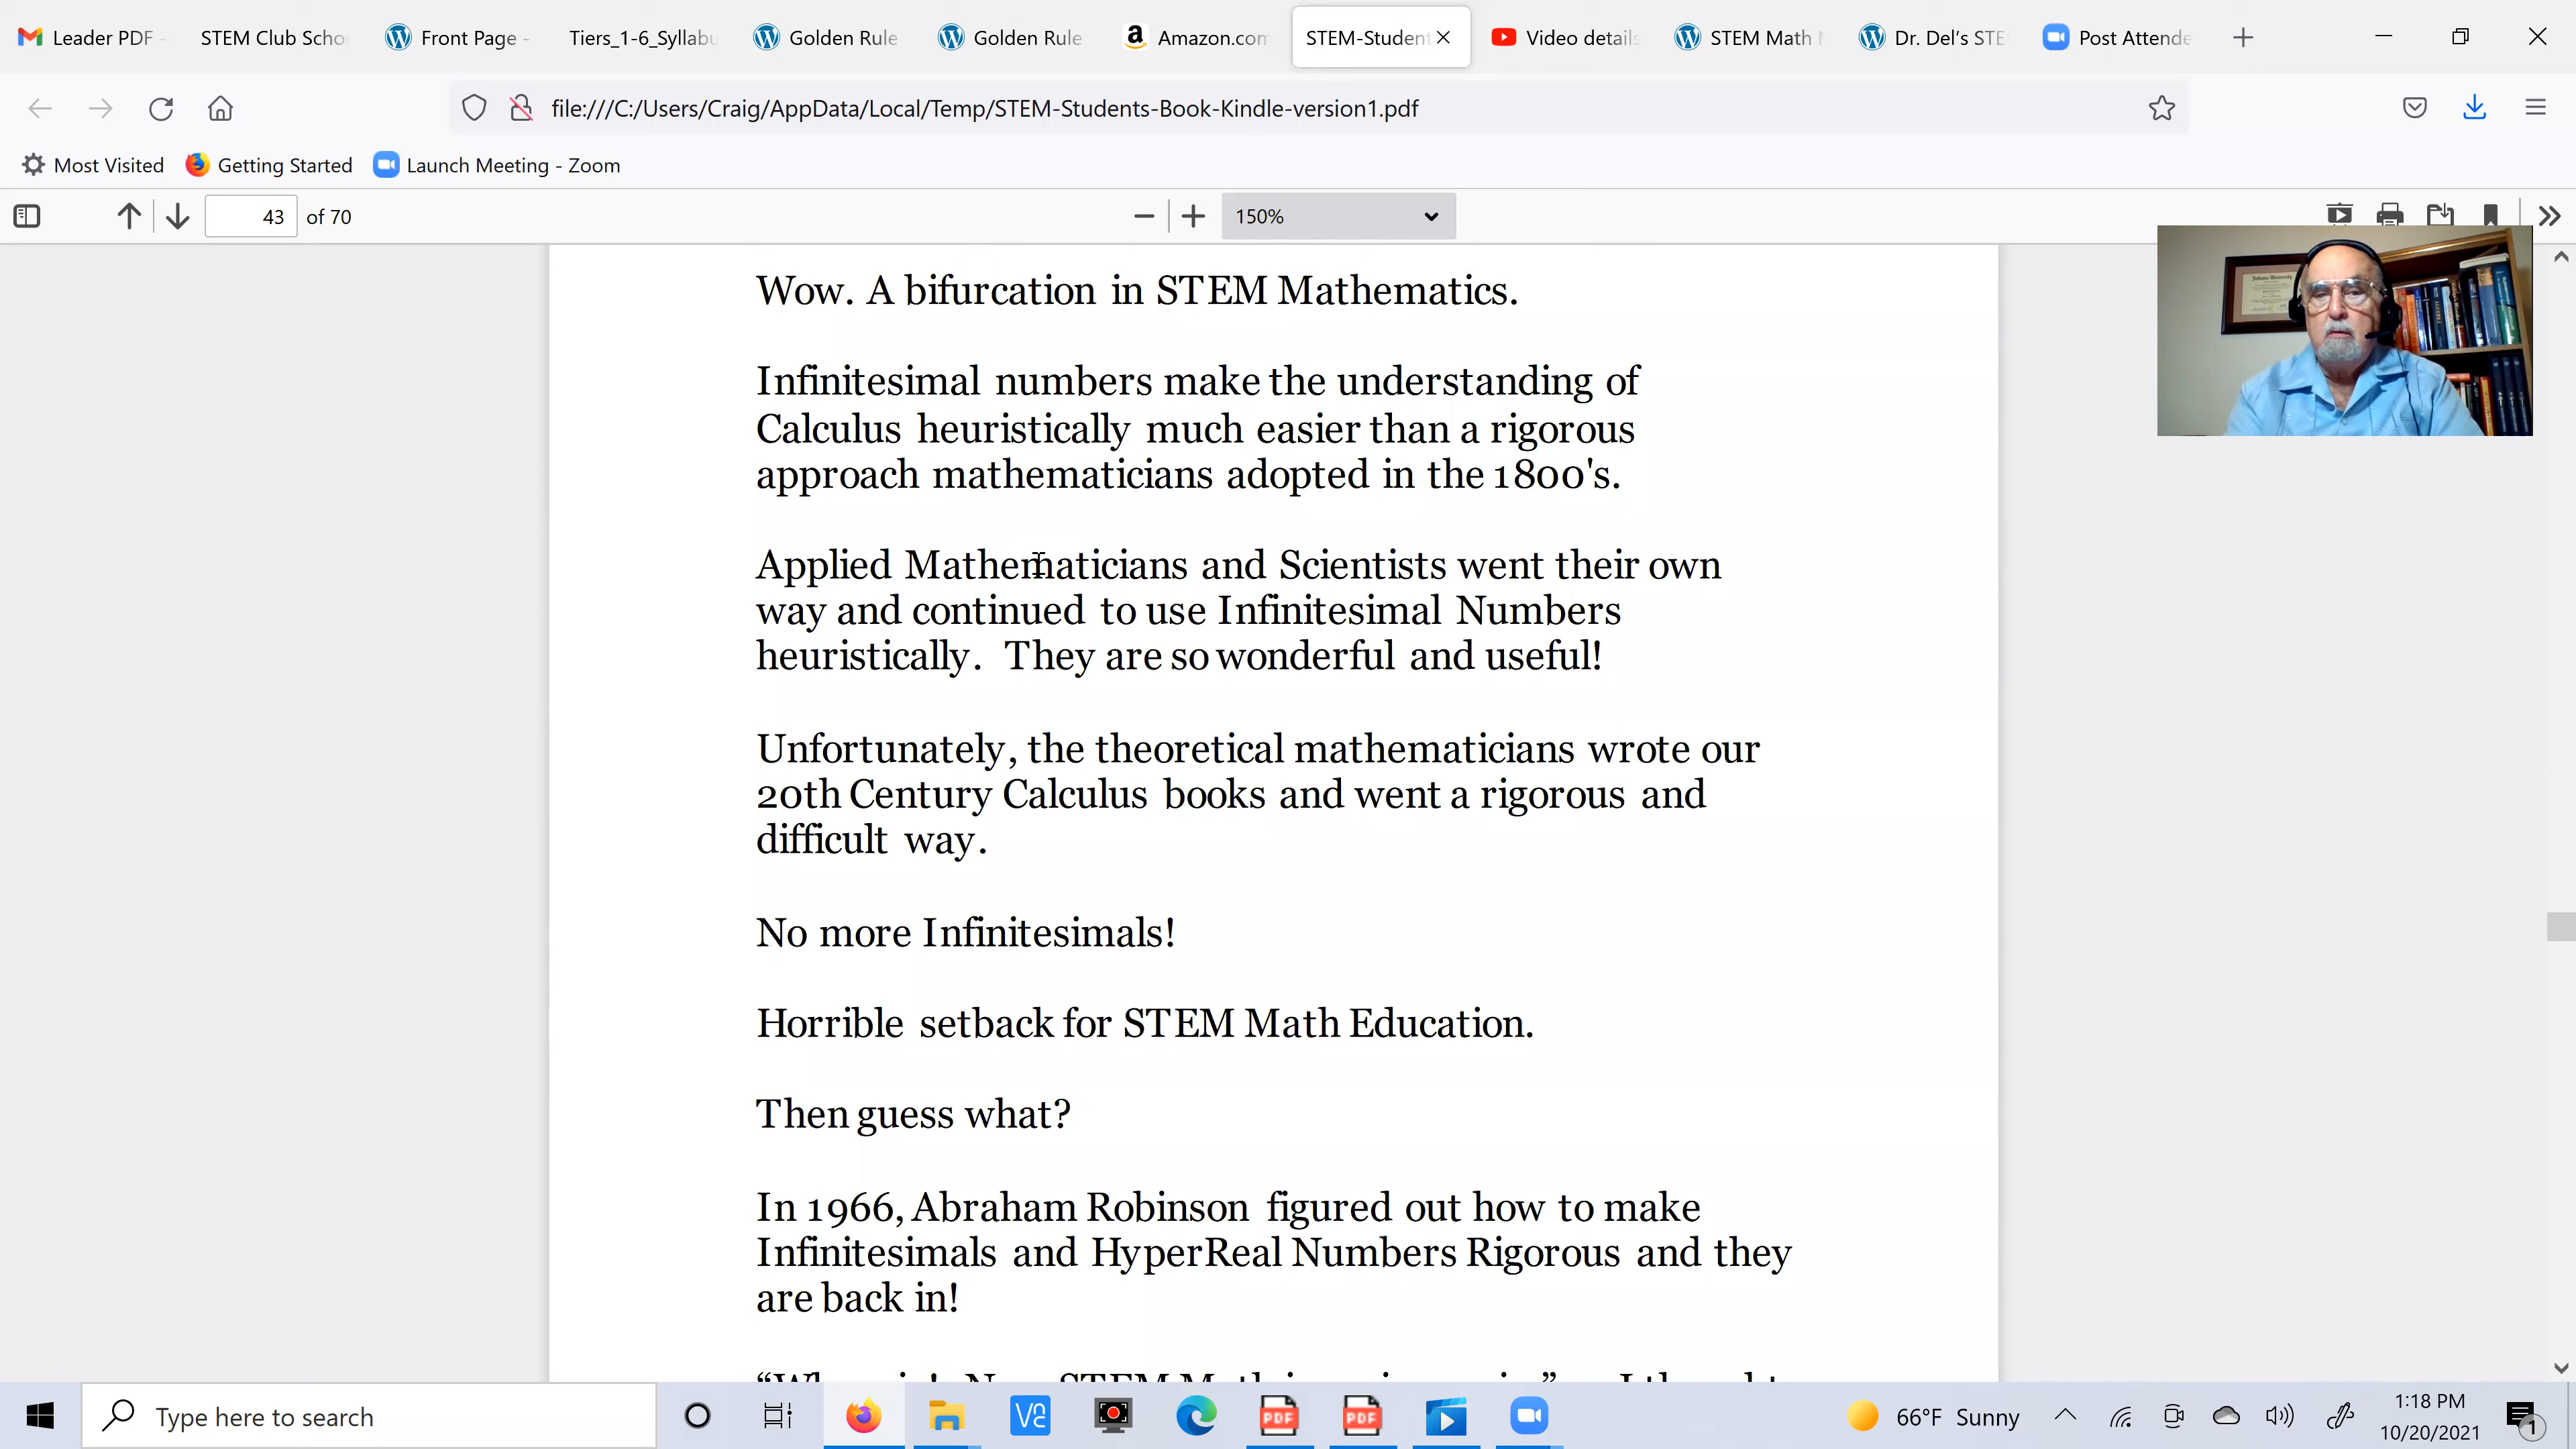 Leader PDF -
STEM Club Scho
Front Page -
Tiers_1-6_Syllabu
Golden Rule
Golden Rule
Amazon.com
STEM-Student
Video details
STEM Math
Dr. Del's STE
Post Attende
file:///C:/Users/Craig/AppData/Local/Temp/STEM-Students-Book-Kindle-version1.pdf
Most Visited
Getting Started
Launch Meeting - Zoom
43 of 70
150%
Wow. A bifurcation in STEM Mathematics.
Infinitesimal numbers make the understanding of
Calculus heuristically much easier than a rigorous
approach mathematicians adopted in the 1800's.
Applied Mathematicians and Scientists went their own
way and continued to use Infinitesimal Numbers
heuristically. They are so wonderful and useful!
Unfortunately, the theoretical mathematicians wrote our
20th Century Calculus books and went a rigorous and
difficult way.
No more Infinitesimals!
Horrible setback for STEM Math Education.
Then guess what?
In 1966, Abraham Robinson figured out how to make
Infinitesimals and HyperReal Numbers Rigorous and they
are back in!
Type here to search
PDF
PDF
66°F Sunny
1:18 PM
10/20/2021
1